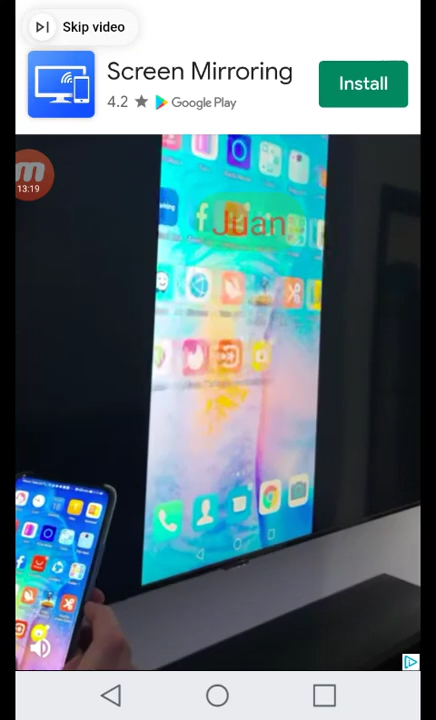 Skip video
Screen Mirroring
4.2 ★ Google Play
Install
13:19
Juan